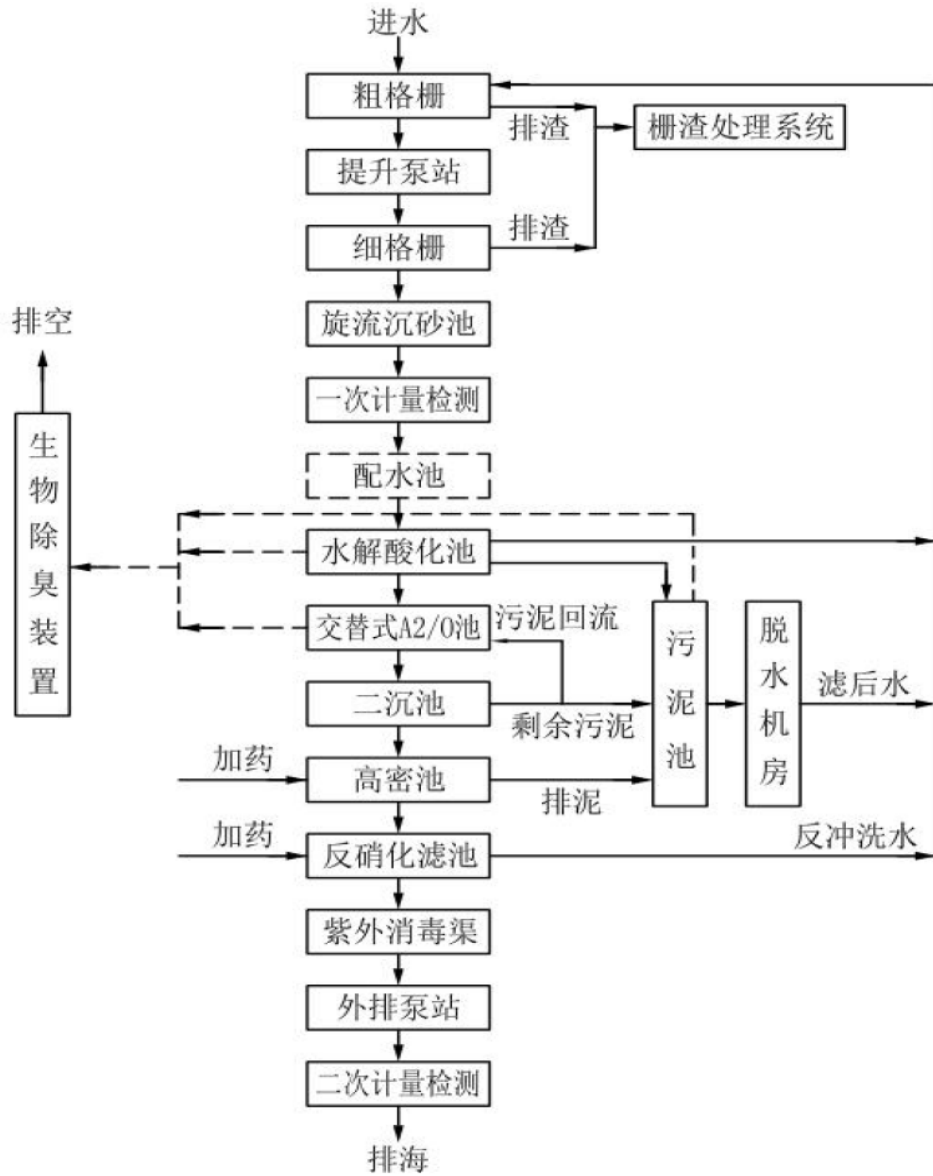 进水
粗格栅
排渣
栅渣处理系统
提升泵站
细格栅
排渣
旋流沉砂池
排空
一次计量检测
生物除臭装置
配水池
水解酸化池
交替式A2/O池
污泥回流
污泥池
脱水机房
滤后水
二沉池
剩余污泥
加药
高密池
排泥
加药
反硝化滤池
反冲洗水
紫外消毒渠
外排泵站
二次计量检测
排海